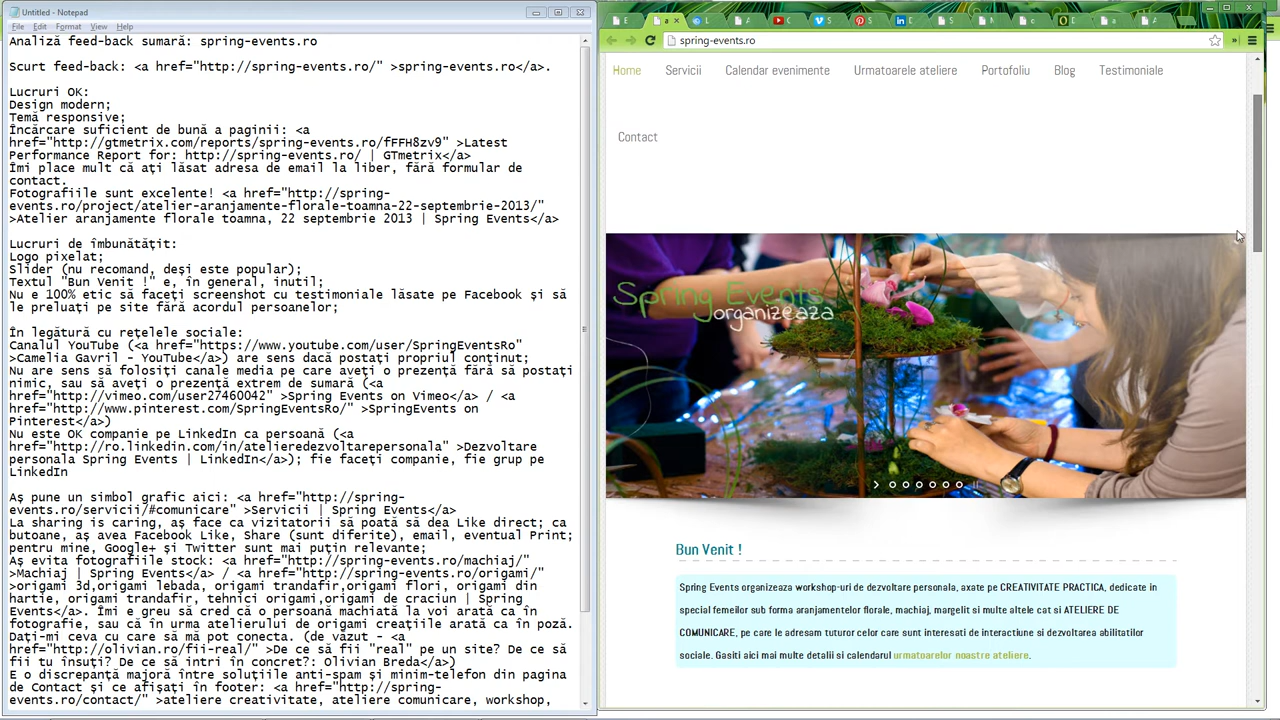 Untitled - Notepad
File Edit Format View Help
Analiză feed-back sumară: spring-events.ro
Scurt feed-back: <a href="http://spring-events.ro/" >spring-events.ro</a>.
Lucruri OK:
Design modern;
Temă responsive;
Încărcare suficient de bună a paginii: <a
href="http://gtmetrix.com/reports/spring-events.ro/fFFH8zv9" >Latest
Performance Report for: http://spring-events.ro/ | GTmetrix</a>
Îmi place mult că ați lăsat adresa de email la liber, fără formular de
contact.
Fotografiile sunt excelente! <a href="http://spring-
events.ro/project/atelier-aranjamente-florale-toamna-22-septembrie-2013/"
>Atelier aranjamente florale toamna, 22 septembrie 2013 | Spring Events</a>
Lucruri de îmbunătățit:
Logo pixelat;
Slider (nu recomand, deși este popular);
Textul "Bun Venit !" e, în general, inutil;
Nu e 100% etic să faceți screenshot cu testimoniale lăsate pe Facebook și să
le preluați pe site fără acordul persoanelor;
În legătură cu rețelele sociale:
Canalul YouTube (<a href="https://www.youtube.com/user/SpringEventsRo"
>Camelia Gavril - YouTube</a>) are sens dacă postați propriul conținut;
Nu are sens să folosiți canale media pe care aveți o prezență fără să postați
nimic, sau să aveți o prezență extrem de sumară (<a
href="http://vimeo.com/user27460042" >Spring Events on Vimeo</a> / <a
href="http://www.pinterest.com/SpringEventsRo/" >SpringEvents on
Pinterest</a>)
Nu este OK companie pe LinkedIn ca persoană (<a
href="http://ro.linkedin.com/in/atelieredezvoltarepersonala" >Dezvoltare
personala Spring Events | LinkedIn</a>); fie faceți companie, fie grup pe
LinkedIn
Aș pune un simbol grafic aici: <a href="http://spring-
events.ro/servicii/#comunicare" >Servicii | Spring Events</a>
La sharing is caring, aș face ca vizitatorii să poată să dea Like direct; ca
butoane, aș avea Facebook Like, Share (sunt diferite), email, eventual Print;
pentru mine, Google+ și Twitter sunt mai puțin relevante;
Aș evita fotografiile stock: <a href="http://spring-events.ro/machiaj/"
>Machiaj | Spring Events</a> / <a href="http://spring-events.ro/origami/"
>origami 3d,origami lebada, origami trandafir,origami flori, origami din
hartie, origami trandafir, tehnici origami,origami de craciun | Spring
Events</a>. Îmi e greu să cred că o persoană machiată la voi arată ca în
fotografie, sau că în urma atelierului de origami creațiile arată ca în poză.
Dați-mi ceva cu care să mă pot conecta. (de văzut - <a
href="http://olivian.ro/fii-real/" >De ce să fii "real" pe un site? De ce să
fii tu însuți? De ce să intri în concret?: Olivian Breda</a>)
E o discrepanță majoră între soluțiile anti-spam și minim-telefon din pagina
de Contact și ce afișați în footer: <a href="http://spring-
events.ro/contact/" >ateliere creativitate, ateliere comunicare, workshop,
spring-events.ro
Home Servicii Calendar evenimente Urmatoarele ateliere Portofoliu Blog Testimoniale
Contact
Spring Events
organizeaza
Bun Venit !
Spring Events organizeaza workshop-uri de dezvoltare personala, axate pe CREATIVITATE PRACTICA, dedicate in
special femeilor sub forma aranjamentelor florale, machiaj, margelit si multe altele cat si ATELIERE DE
COMUNICARE, pe care le adresam tuturor celor care sunt interesati de interactiune si dezvoltarea abilitatilor
sociale. Gasiti aici mai multe detalii si calendarul urmatoarelor noastre ateliere.